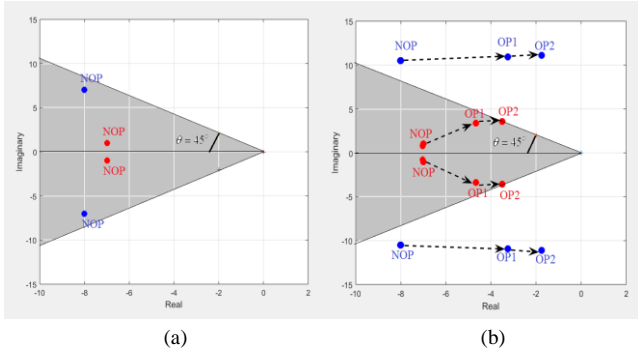 15
10
5
0
-5
-10
-15
-10 -8 -6 -4 -2 0 2
Imaginary
Real
NOP
NOP
NOP
NOP
θ = 45°
(a)
15
10
5
0
-5
-10
-15
-10 -8 -6 -4 -2 0 2
Imaginary
Real
NOP OP1 OP2
OP1 OP2
NOP
θ = 45°
NOP
OP1 OP2
NOP OP1 OP2
(b)